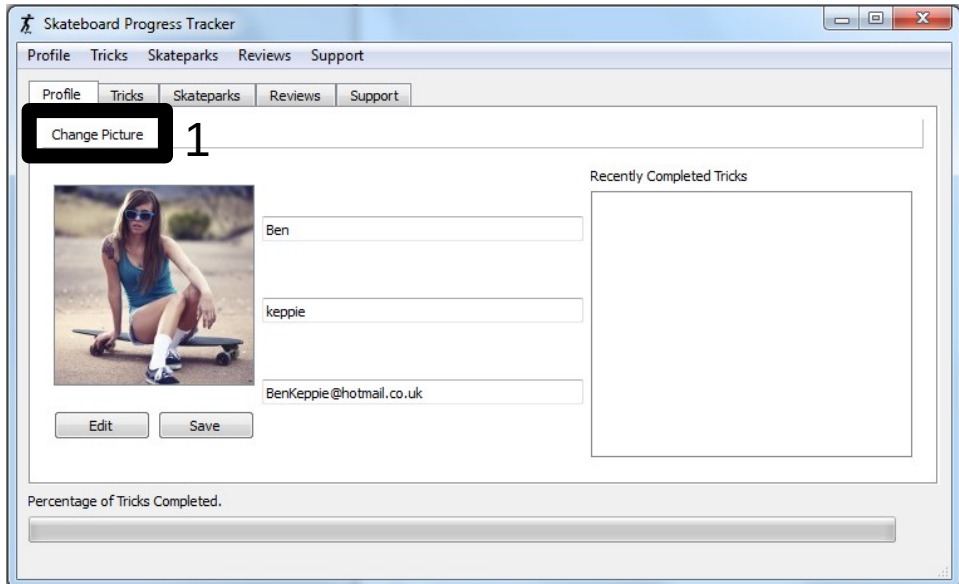 Skateboard Progress Tracker
Profile Tricks Skateparks Reviews Support
Profile Tricks Skateparks Reviews Support
Change Picture 1
Recently Completed Tricks
Ben
keppie
BenKeppie@hotmail.co.uk
Edit Save
Percentage of Tricks Completed.